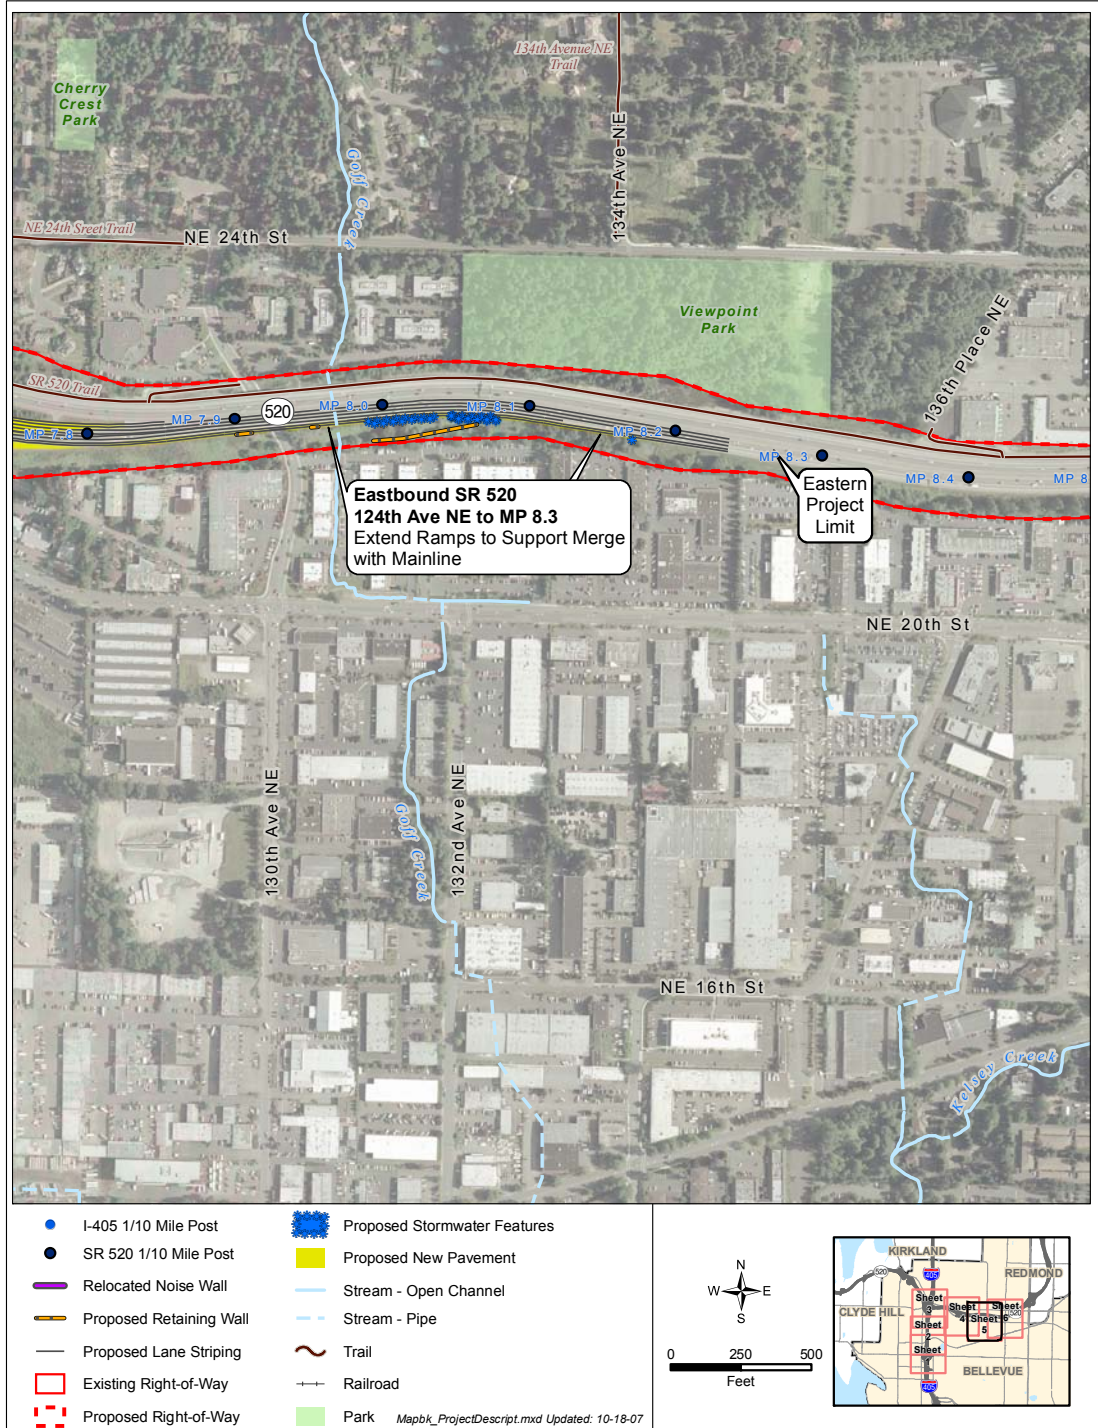 134th Avenue NE
Trail
Cherry
Crest
Park
134th Ave NE
Goff Creek
NE 24th Sreet Trail
NE 24th St
Viewpoint
Park
136th Place NE
SR 520 Trail
MP 7.8
MP 7.9
520
MP 8.0
MP 8.1
MP 8.2
MP 8.3
MP 8.4
MP 8
Eastbound SR 520
124th Ave NE to MP 8.3
Extend Ramps to Support Merge
with Mainline
Eastern
Project
Limit
NE 20th St
130th Ave NE
Goff Creek
132nd Ave NE
NE 16th St
Kelsey Creek
I-405 1/10 Mile Post
SR 520 1/10 Mile Post
Relocated Noise Wall
Proposed Retaining Wall
Proposed Lane Striping
Existing Right-of-Way
Proposed Right-of-Way
Proposed Stormwater Features
Proposed New Pavement
Stream - Open Channel
Stream - Pipe
Trail
Railroad
Park
Mapbk_ProjectDescript.mxd Updated: 10-18-07
N
W E
S
0 250 500
Feet
KIRKLAND
520
405
REDMOND
CLYDE HILL
Sheet
3
Sheet
4
Sheet
5
Sheet
6
520
Sheet
2
Sheet
BELLEVUE
405